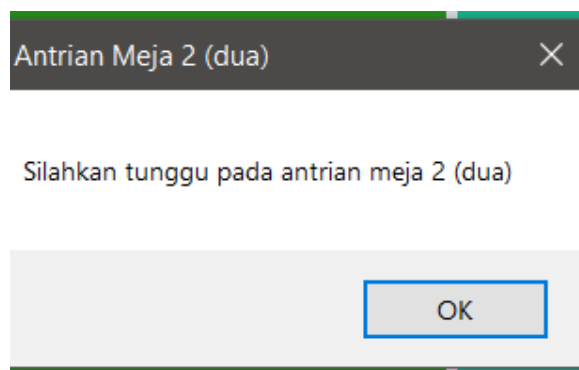 Antrian Meja 2 (dua)
Silahkan tunggu pada antrian meja 2 (dua)
OK